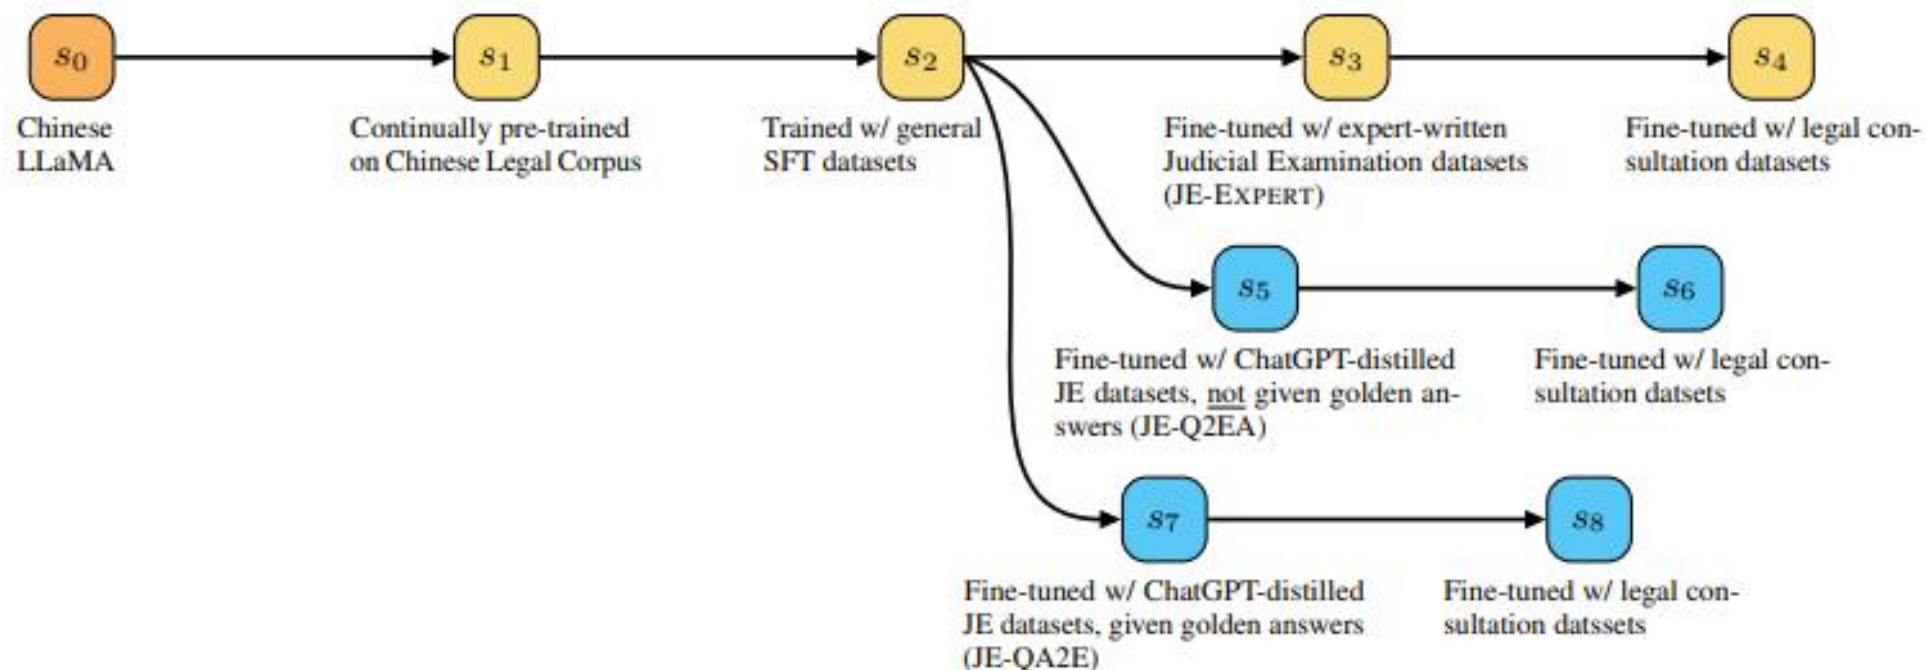 s0
s1
s2
s3
s4
Chinese
LLaMA
Continually pre-trained
on Chinese Legal Corpus
Trained w/ general
SFT datasets
Fine-tuned w/ expert-written
Judicial Examination datasets
(JE-EXPERT)
Fine-tuned w/ legal con-
sultation datasets
s5
s6
Fine-tuned w/ ChatGPT-distilled
JE datasets, not given golden an-
swers (JE-Q2EA)
Fine-tuned w/ legal con-
sultation datsets
s7
s8
Fine-tuned w/ ChatGPT-distilled
JE datasets, given golden answers
(JE-QA2E)
Fine-tuned w/ legal con-
sultation datssets